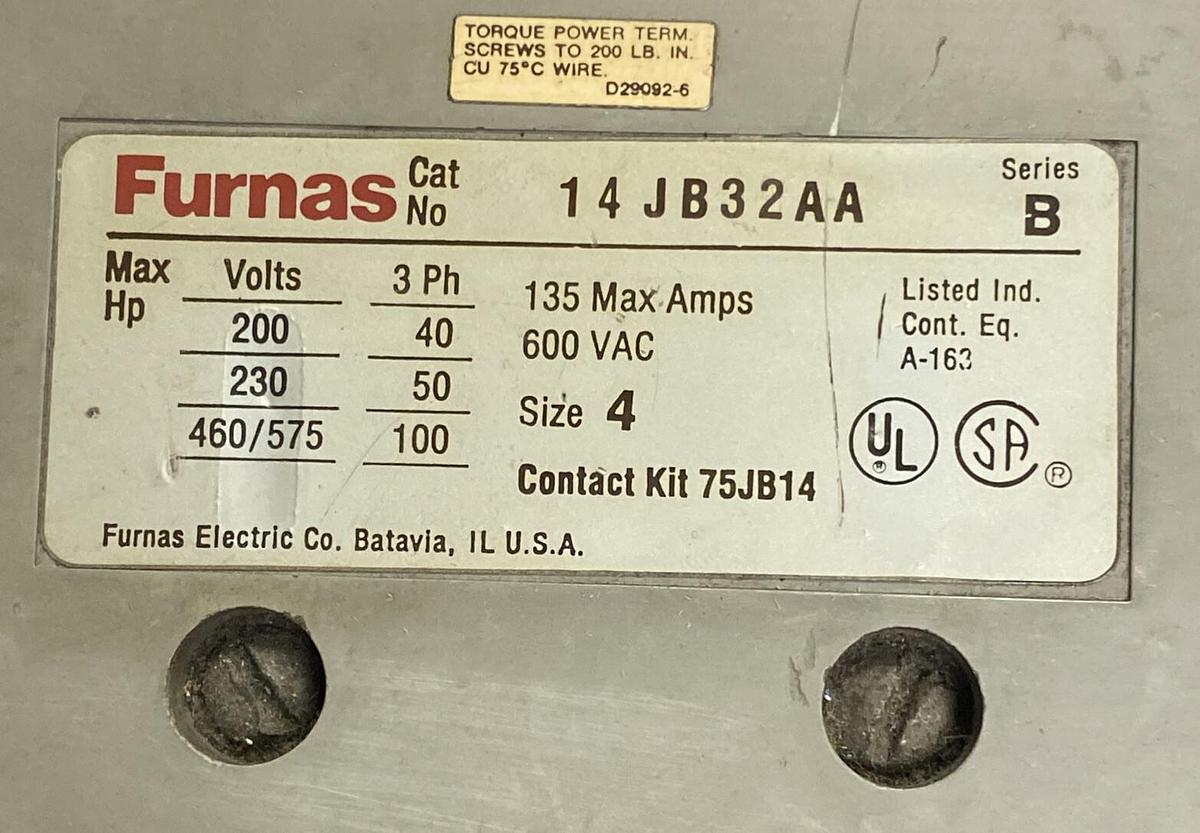 TORQUE POWER TERM.
SCREWS TO 200 LB. IN.
CU 75°C WIRE.
D29092-6
Furnas Cat No 14JB32AA Series B
Max Hp Volts 3 Ph
200 40
230 50
460/575 100
135 Max Amps
600 VAC
Size 4
Contact Kit 75JB14
Listed Ind.
Cont. Eq.
A-163
UL ® SA ®
Furnas Electric Co. Batavia, IL U.S.A.